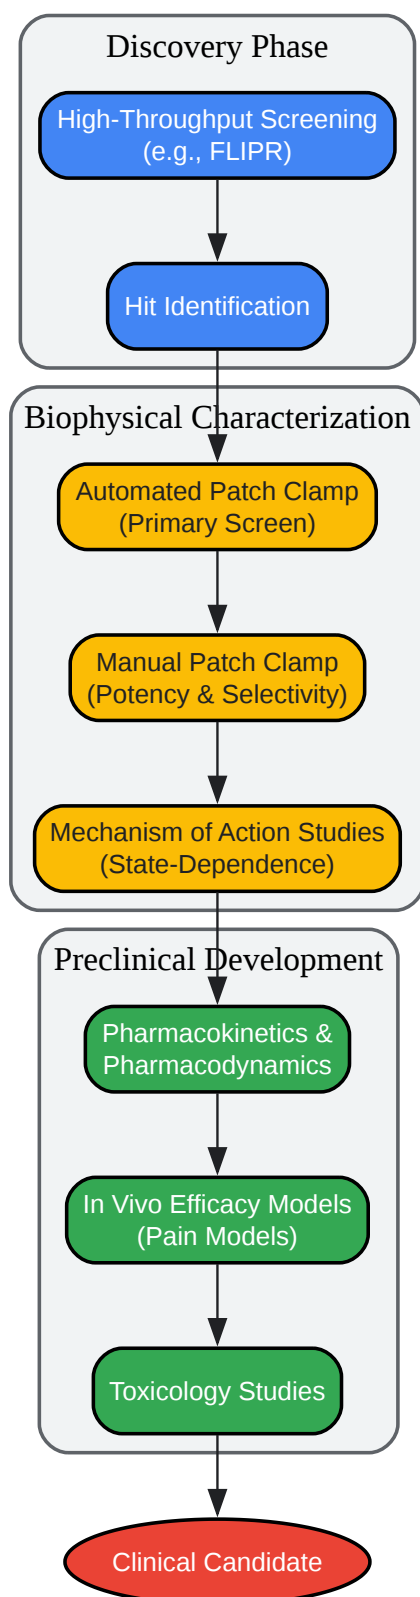 Discovery Phase
High-Throughput Screening
(e.g., FLIPR)
Hit Identification
Biophysical Characterization
Automated Patch Clamp
(Primary Screen)
Manual Patch Clamp
(Potency & Selectivity)
Mechanism of Action Studies
(State-Dependence)
Preclinical Development
Pharmacokinetics &
Pharmacodynamics
In Vivo Efficacy Models
(Pain Models)
Toxicology Studies
Clinical Candidate